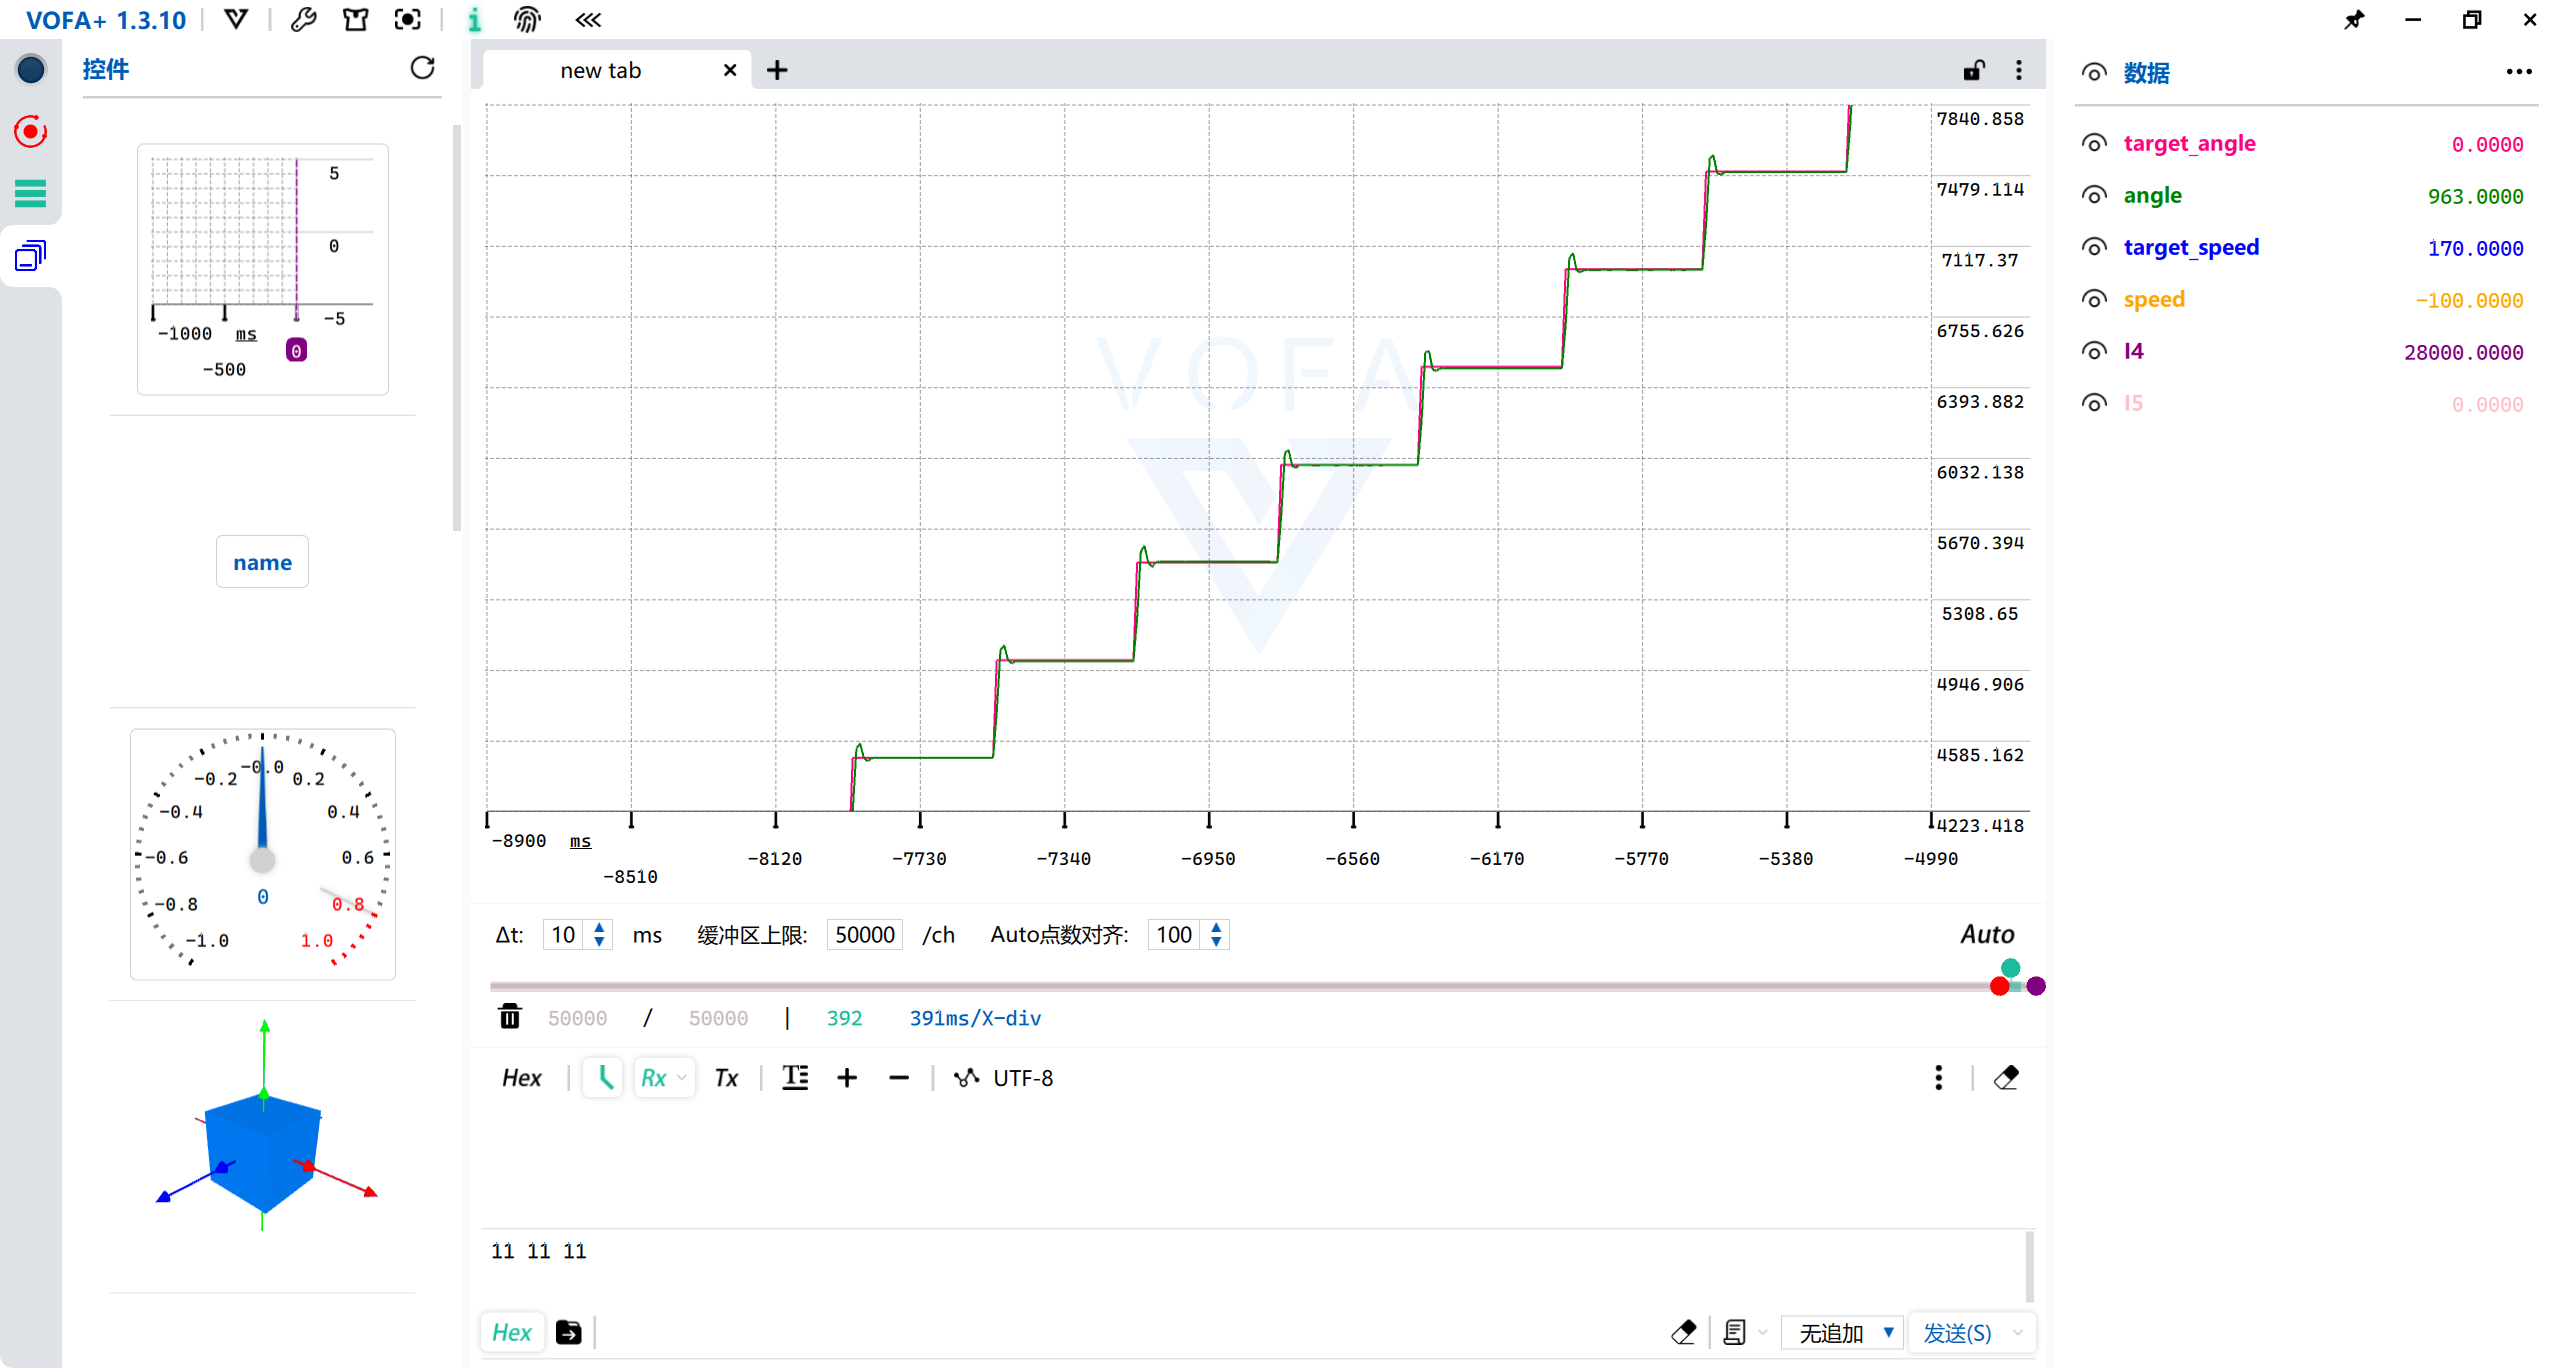 VOFA+ 1.3.10
控件
5
0
-5
-1000 ms
0
-500
name
-0.0
-0.2 0.2
-0.4 0.4
-0.6 0.6
-0.8 0 0.8
-1.0 1.0
new tab
VOFA
7840.858
7479.114
7117.37
6755.626
6393.882
6032.138
5670.394
5308.65
4946.906
4585.162
4223.418
-8900 ms
-8120 -7730 -7340 -6950 -6560 -6170 -5770 -5380 -4990
-8510
Δt: 10 ms 缓冲区上限: 50000 /ch Auto点数对齐: 100 Auto
50000 / 50000 | 392 391ms/X-div
Hex Rx Tx UTF-8
11 11 11
Hex 无追加 发送(S)
数据
target_angle 0.0000
angle 963.0000
target_speed 170.0000
speed -100.0000
I4 28000.0000
I5 0.0000